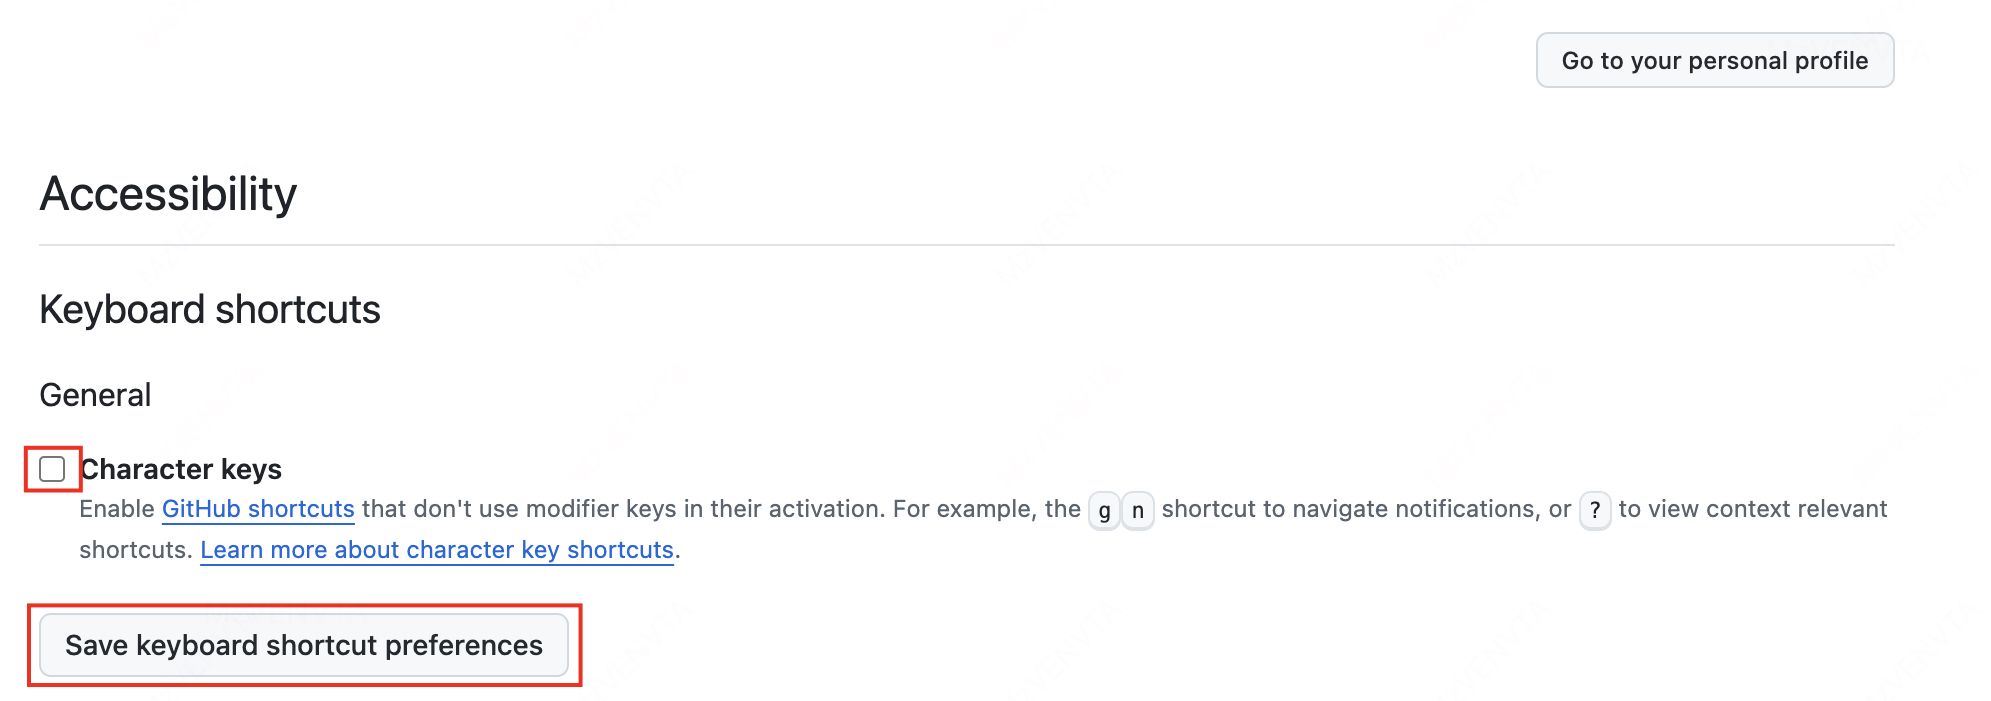 Go to your personal profile
Accessibility
Keyboard shortcuts
General
Character keys
Enable GitHub shortcuts that don't use modifier keys in their activation. For example, the g n shortcut to navigate notifications, or ? to view context relevant
shortcuts. Learn more about character key shortcuts.
Save keyboard shortcut preferences